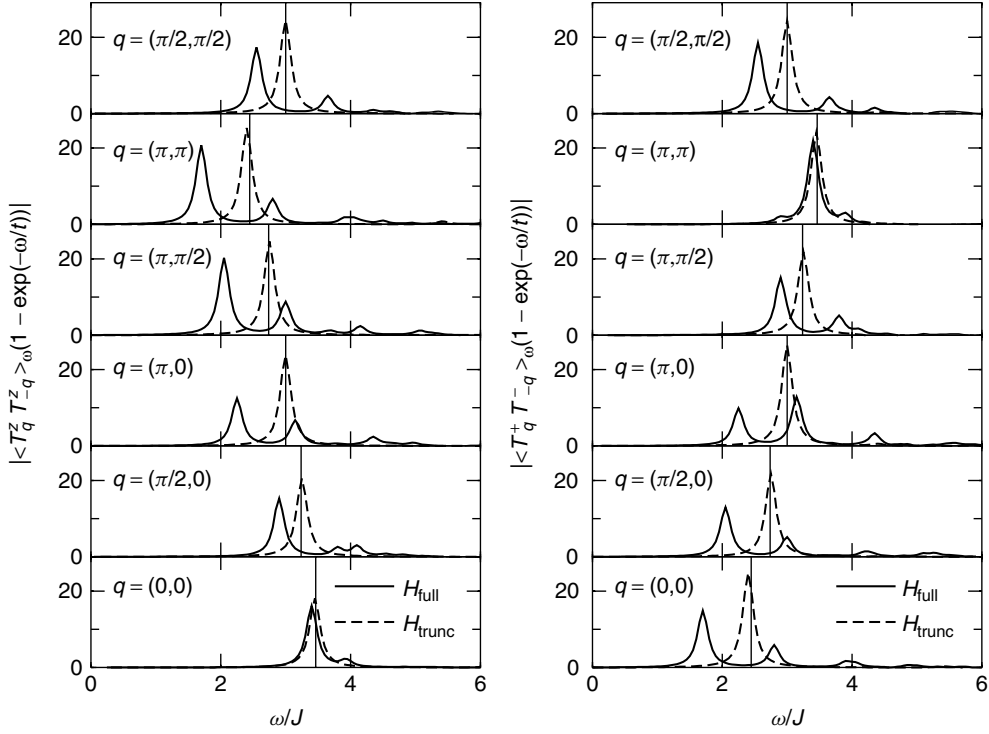 |<T^z_q T^z_{-q} >_ω(1 − exp(−ω/t))|
20
10
0
q = (π/2,π/2)
20
0
q = (π,π)
20
0
q = (π,π/2)
20
0
q = (π,0)
20
0
q = (π/2,0)
20
0
q = (0,0)
H_full
H_trunc
0 2 4 6
ω/J
|<T^+_q T^-_{-q} >_ω(1 − exp(−ω/t))|
20
0
q = (π/2,π/2)
20
0
q = (π,π)
20
0
q = (π,π/2)
20
0
q = (π,0)
20
0
q = (π/2,0)
20
0
q = (0,0)
H_full
H_trunc
0 2 4 6
ω/J